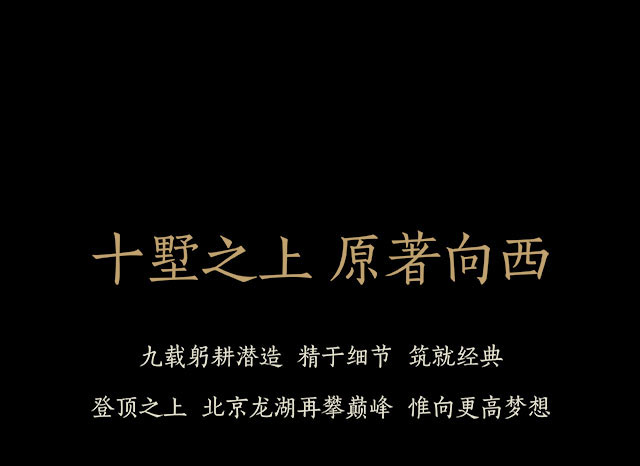 十墅之上 原著向西
九载躬耕潜造 精于细节 筑就经典
登顶之上 北京龙湖再攀巅峰 惟向更高梦想